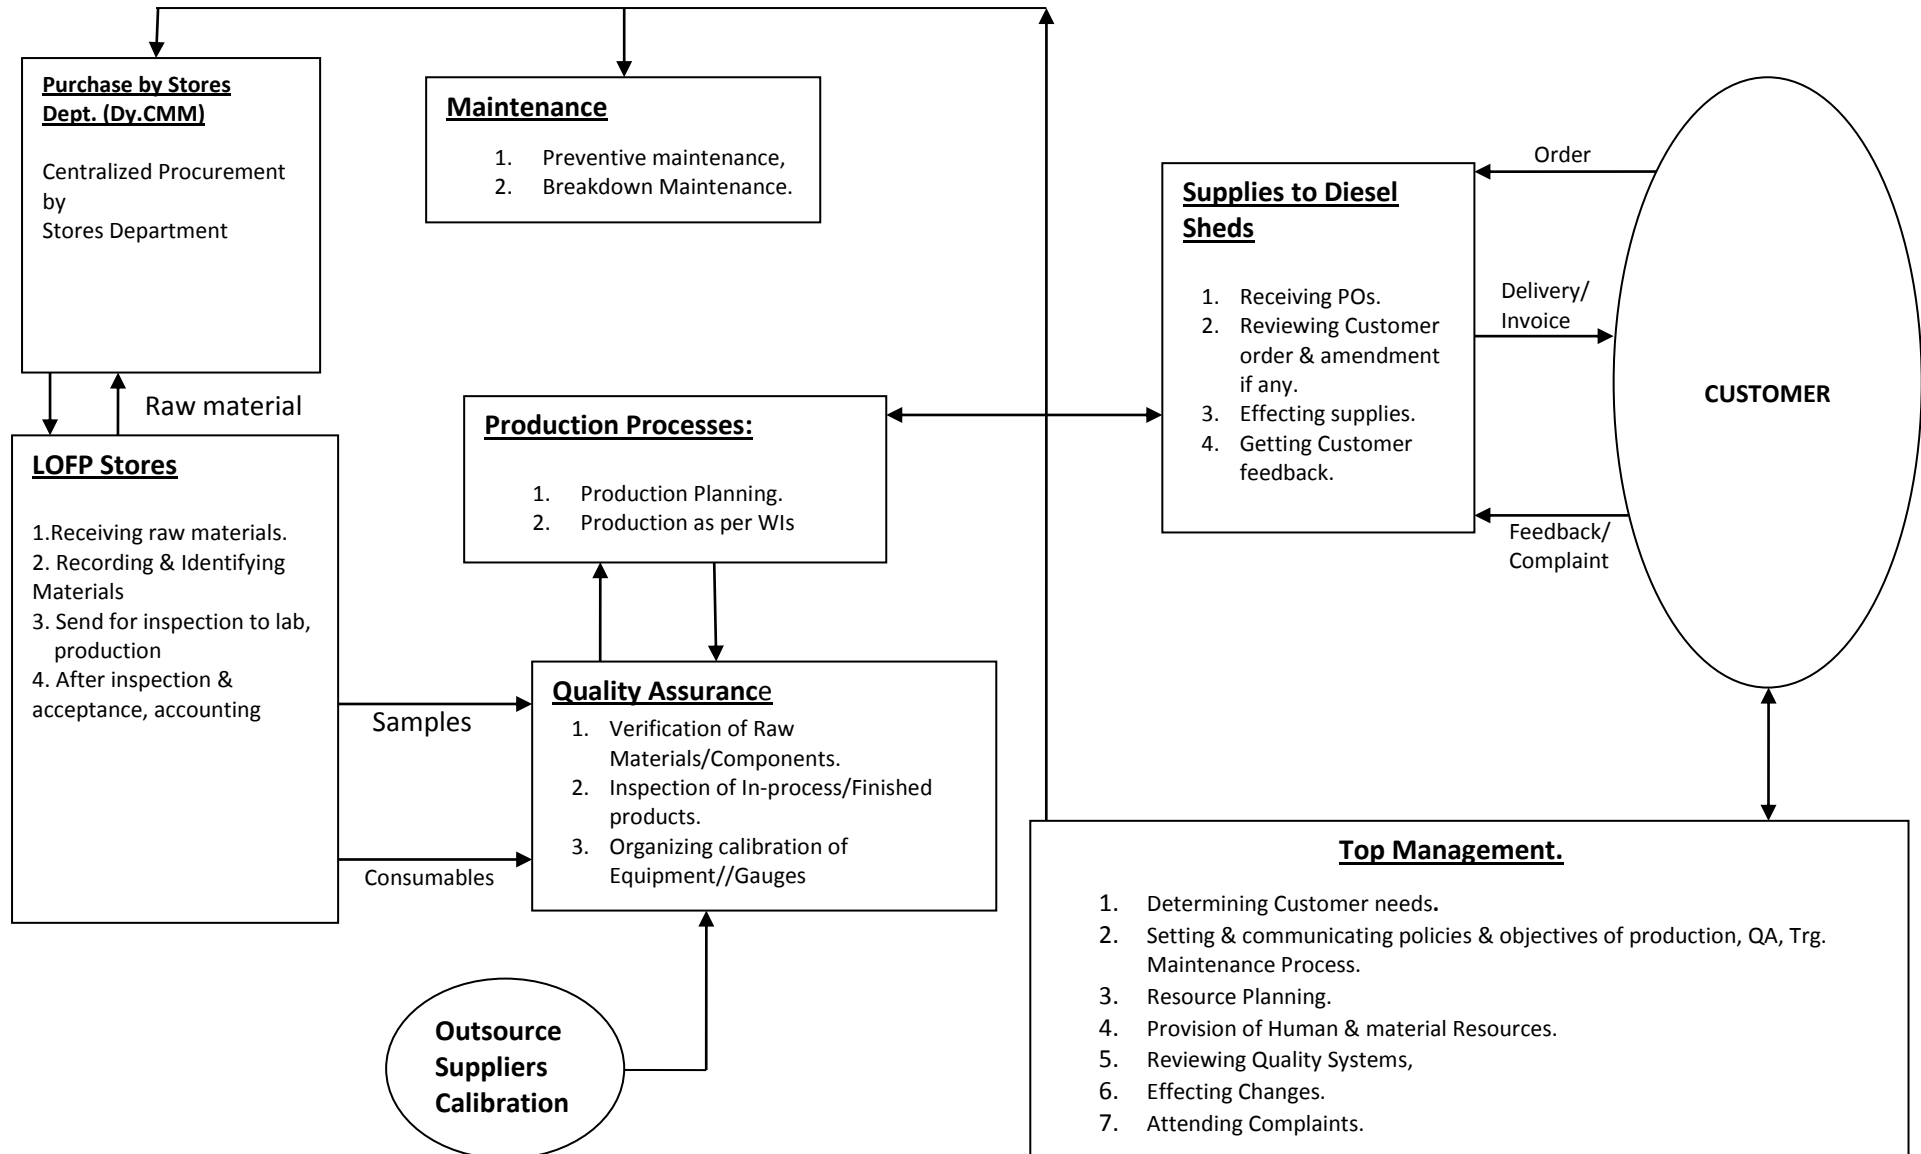 Purchase by Stores
Dept. (Dy.CMM)
Centralized Procurement
by
Stores Department
Maintenance
1. Preventive maintenance,
2. Breakdown Maintenance.
Supplies to Diesel
Sheds
1. Receiving POs.
2. Reviewing Customer
order & amendment
if any.
3. Effecting supplies.
4. Getting Customer
feedback.
Order
Delivery/
Invoice
Feedback/
Complaint
CUSTOMER
Raw material
LOFP Stores
1.Receiving raw materials.
2. Recording & Identifying
Materials
3. Send for inspection to lab,
production
4. After inspection &
acceptance, accounting
Production Processes:
1. Production Planning.
2. Production as per WIs
Samples
Consumables
Quality Assurance
1. Verification of Raw
Materials/Components.
2. Inspection of In-process/Finished
products.
3. Organizing calibration of
Equipment//Gauges
Outsource
Suppliers
Calibration
Top Management.
1. Determining Customer needs.
2. Setting & communicating policies & objectives of production, QA, Trg.
Maintenance Process.
3. Resource Planning.
4. Provision of Human & material Resources.
5. Reviewing Quality Systems,
6. Effecting Changes.
7. Attending Complaints.